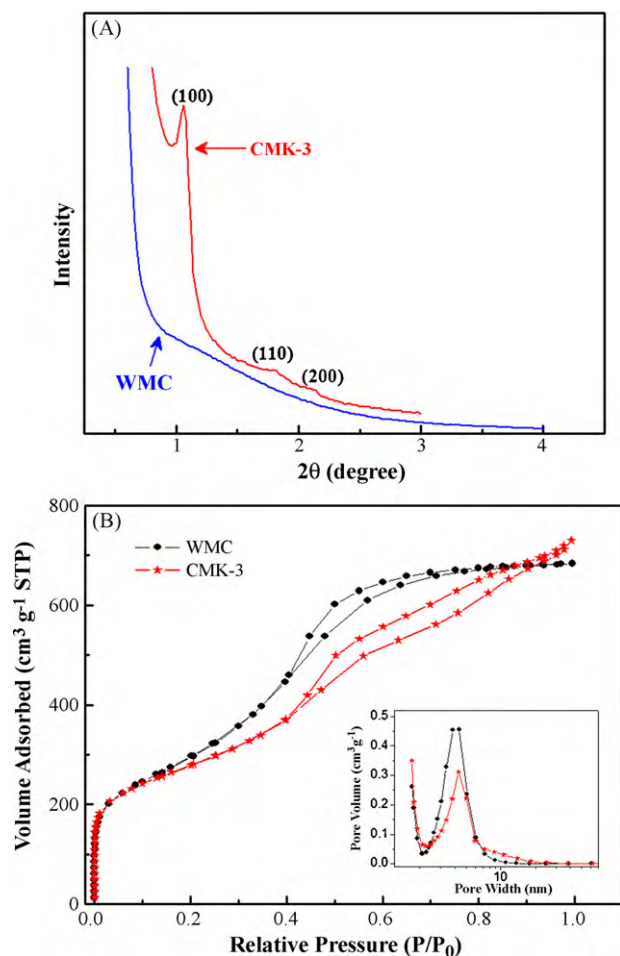 (A)
(100)
CMK-3
Intensity
(110)
WMC
(200)
1 2 3 4
2θ (degree)
(B)
800
WMC
CMK-3
600
Volume Adsorbed (cm³ g⁻¹ STP)
400
200
0
0.5
0.4
0.3
0.2
0.1
0.0
Pore Volume (cm³g⁻¹)
10
Pore Width (nm)
0.0 0.2 0.4 0.6 0.8 1.0
Relative Pressure (P/P₀)